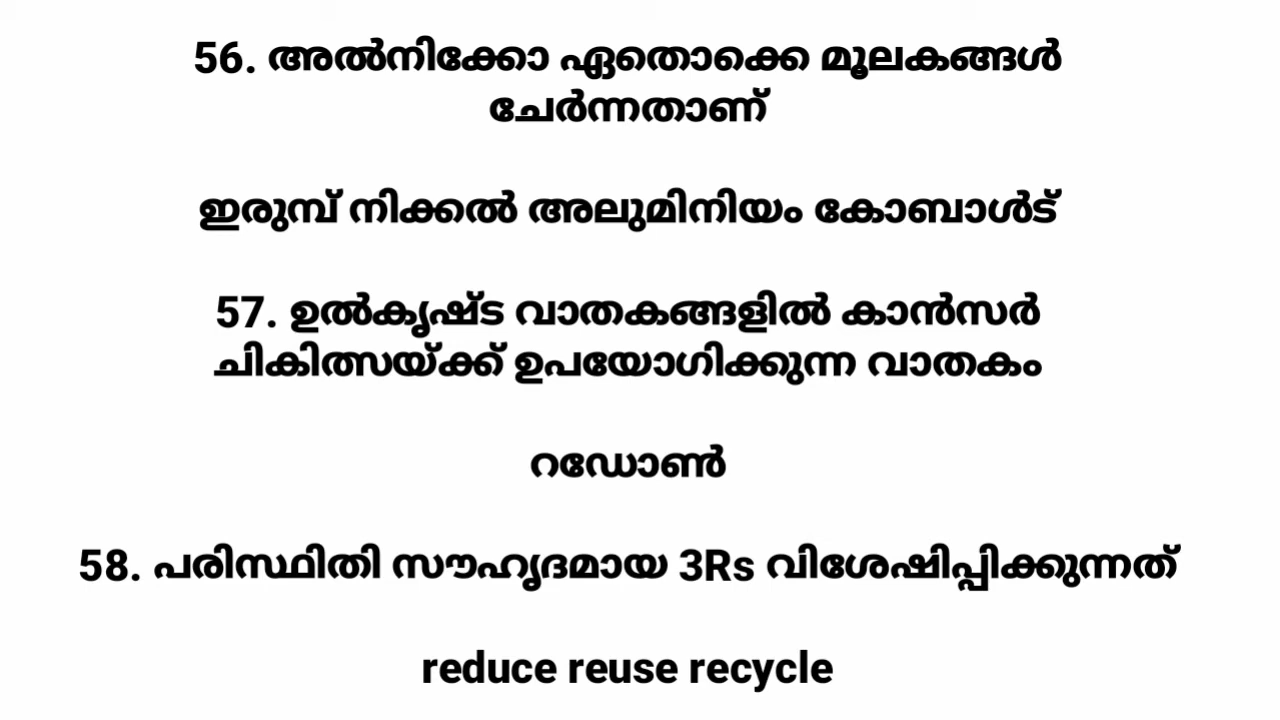 56. അൽനിക്കോ ഏതൊക്കെ മൂലകങ്ങൾ
ചേർന്നതാണ്
ഇരുമ്പ് നിക്കൽ അലുമിനിയം കോബാൾട്
57. ഉൽകൃഷ്ട വാതകങ്ങളിൽ കാൻസർ
ചികിത്സയ്ക്ക് ഉപയോഗിക്കുന്ന വാതകം
റഡോൺ
58. പരിസ്ഥിതി സൗഹൃദമായ 3Rs വിശേഷിപ്പിക്കുന്നത്
reduce reuse recycle